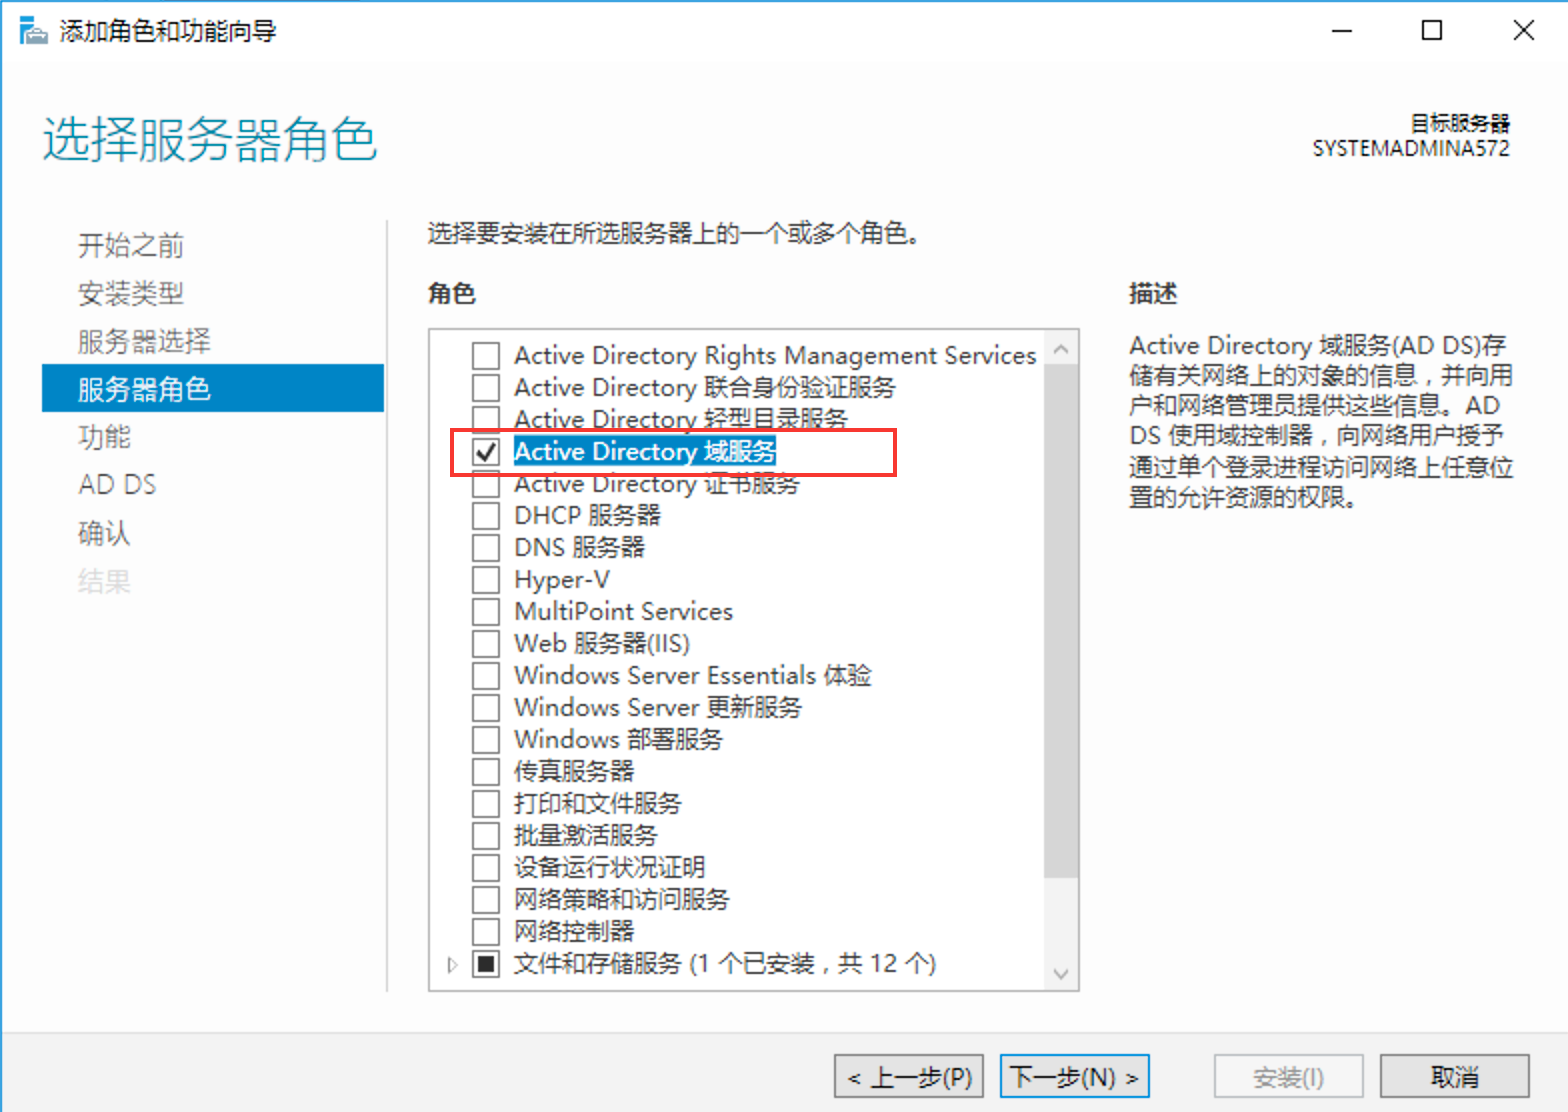 添加角色和功能向导
选择服务器角色
目标服务器
SYSTEMADMINA572
开始之前
安装类型
服务器选择
服务器角色
功能
AD DS
确认
结果
选择要安装在所选服务器上的一个或多个角色。
角色
Active Directory Rights Management Services
Active Directory 联合身份验证服务
Active Directory 轻型目录服务
Active Directory 域服务
Active Directory 证书服务
DHCP 服务器
DNS 服务器
Hyper-V
MultiPoint Services
Web 服务器(IIS)
Windows Server Essentials 体验
Windows Server 更新服务
Windows 部署服务
传真服务器
打印和文件服务
批量激活服务
设备运行状况证明
网络策略和访问服务
网络控制器
文件和存储服务 (1 个已安装，共 12 个)
描述
Active Directory 域服务(AD DS)存
储有关网络上的对象的信息，并向用
户和网络管理员提供这些信息。AD
DS 使用域控制器，向网络用户授予
通过单个登录进程访问网络上任意位
置的允许资源的权限。
< 上一步(P)
下一步(N) >
安装(I)
取消